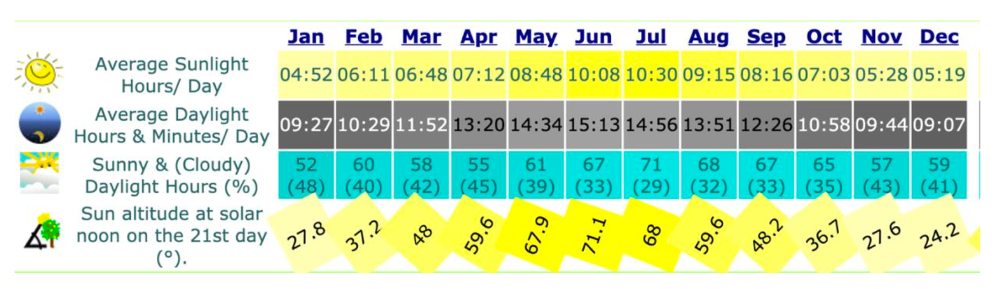 Jan Feb Mar Apr May Jun Jul Aug Sep Oct Nov Dec
Average Sunlight
Hours/ Day
04:52 06:11 06:48 07:12 08:48 10:08 10:30 09:15 08:16 07:03 05:28 05:19
Average Daylight
Hours & Minutes/ Day
09:27 10:29 11:52 13:20 14:34 15:13 14:56 13:51 12:26 10:58 09:44 09:07
Sunny & (Cloudy)
Daylight Hours (%)
52 60 58 55 61 67 71 68 67 65 57 59
(48) (40) (42) (45) (39) (33) (29) (32) (33) (35) (43) (41)
Sun altitude at solar
noon on the 21st day
(°).
27.8 37.2 48 59.6 67.9 71.1 68 59.6 48.2 36.7 27.6 24.2